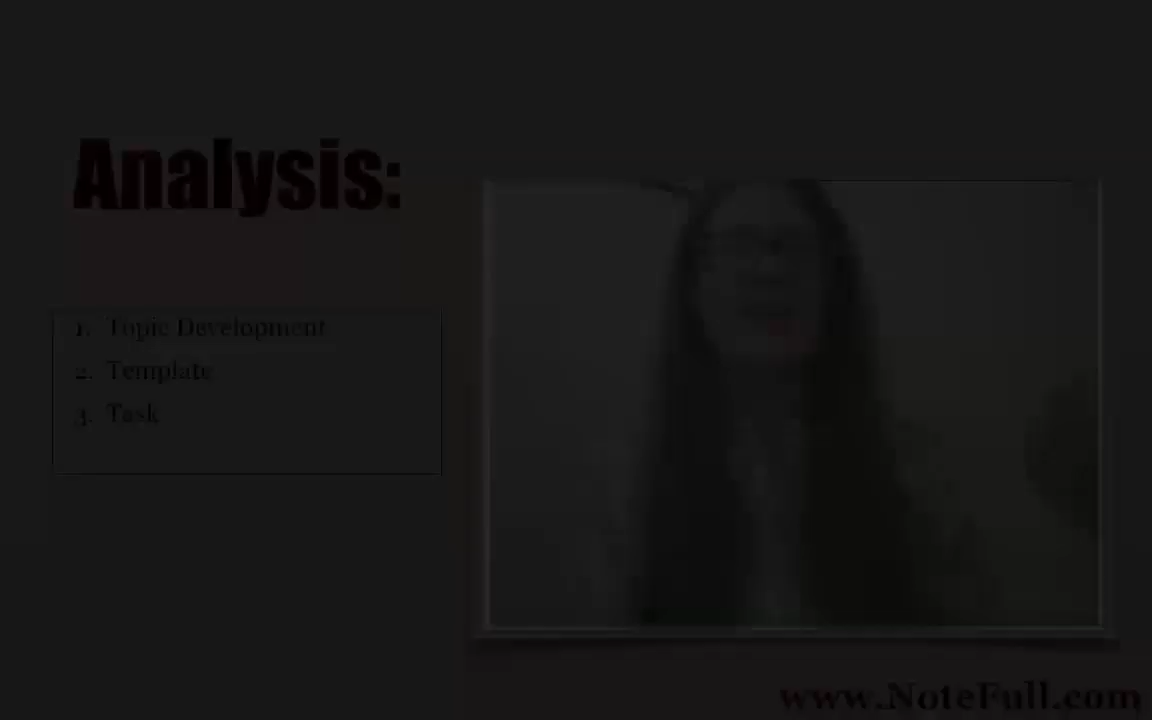 Analysis:
1. Topic Development
2. Template
3. Task
www.NoteFull.com